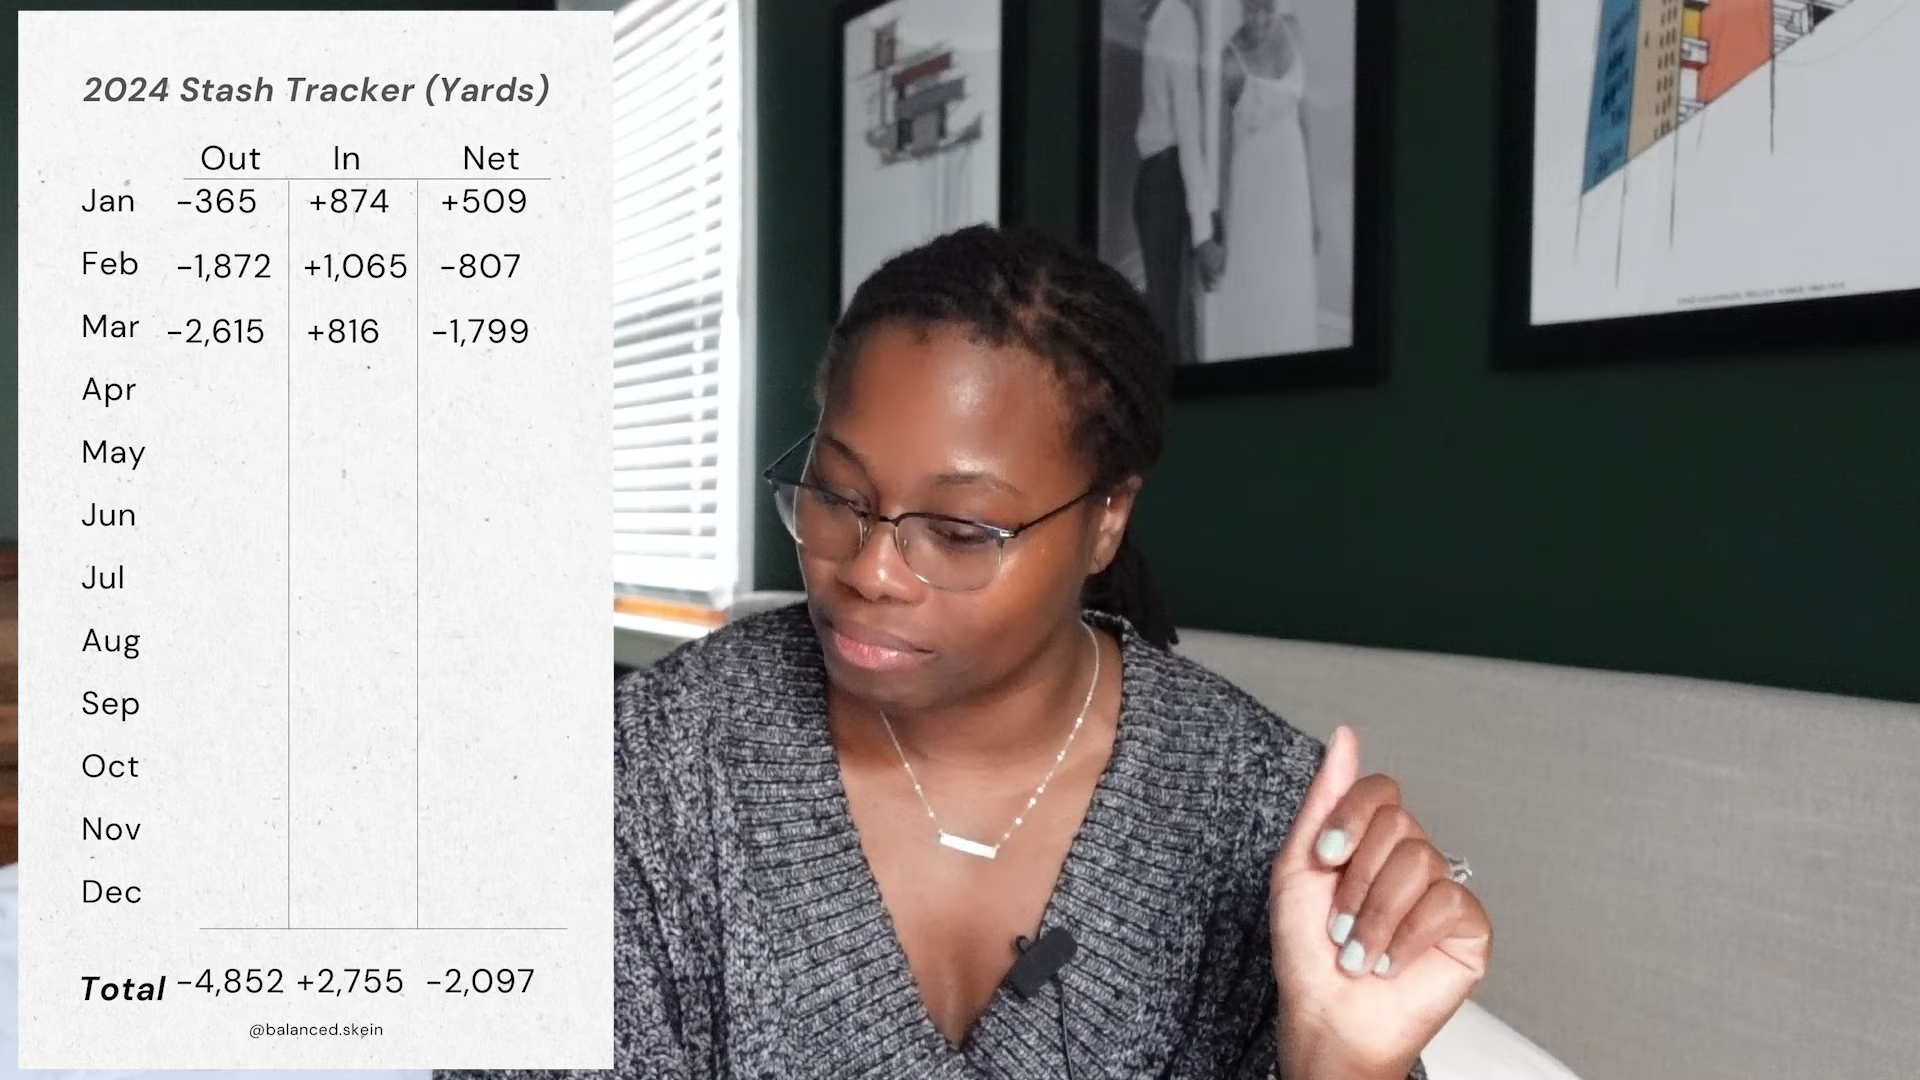 2024 Stash Tracker (Yards)
Out In Net
Jan -365 +874 +509
Feb -1,872 +1,065 -807
Mar -2,615 +816 -1,799
Apr
May
Jun
Jul
Aug
Sep
Oct
Nov
Dec
Total -4,852 +2,755 -2,097
@balanced.skein